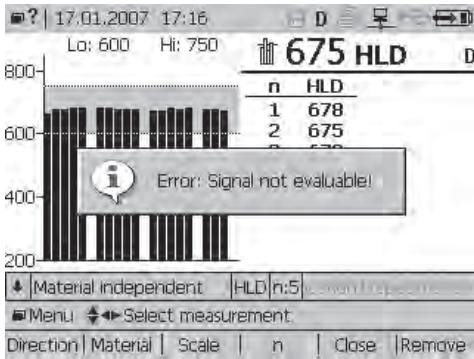 ? 17.01.2007 17:16 D
Lo: 600 Hi: 750
675 HLD D
800
600
400
200
n HLD
1 678
2 675
Error: Signal not evaluable!
Material independent HLD n:5
Menu Select measurement
Direction Material Scale n Close Remove